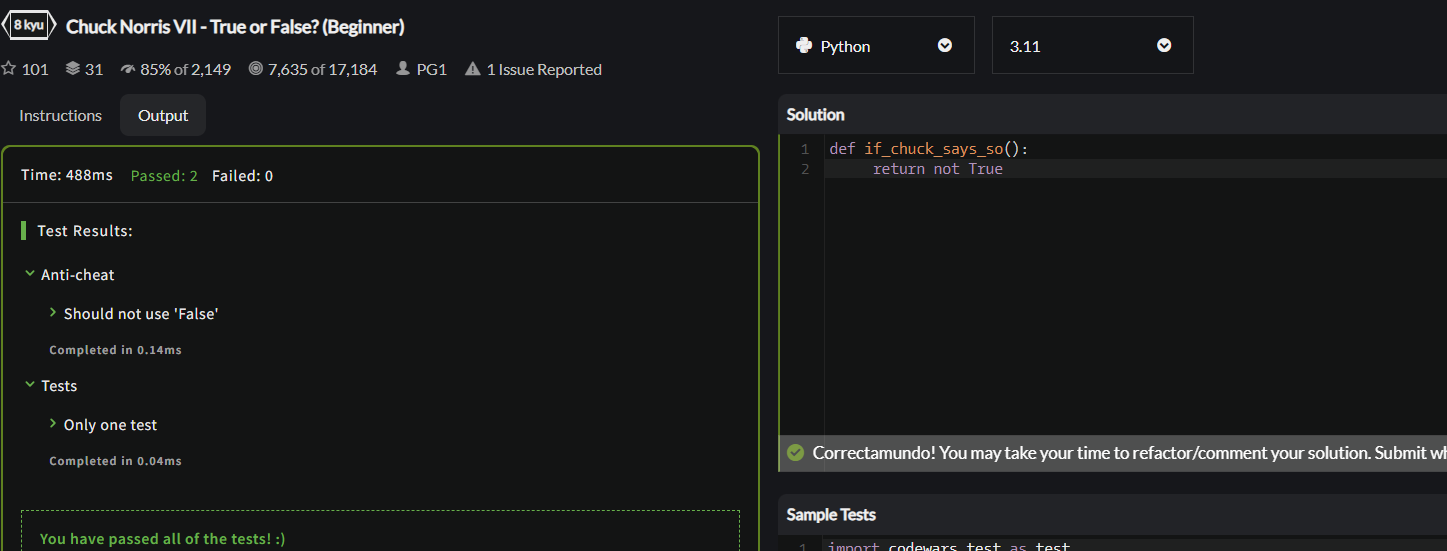 8 kyu Chuck Norris VII - True or False? (Beginner)
101 31 85% of 2,149 7,635 of 17,184 PG1 1 Issue Reported
Instructions Output
Time: 488ms Passed: 2 Failed: 0
Test Results:
Anti-cheat
Should not use 'False'
Completed in 0.14ms
Tests
Only one test
Completed in 0.04ms
You have passed all of the tests! :)
Python 3.11
Solution
1 def if_chuck_says_so():
2 return not True
Correctamundo! You may take your time to refactor/comment your solution. Submit
Sample Tests
1 import codewars_test as test